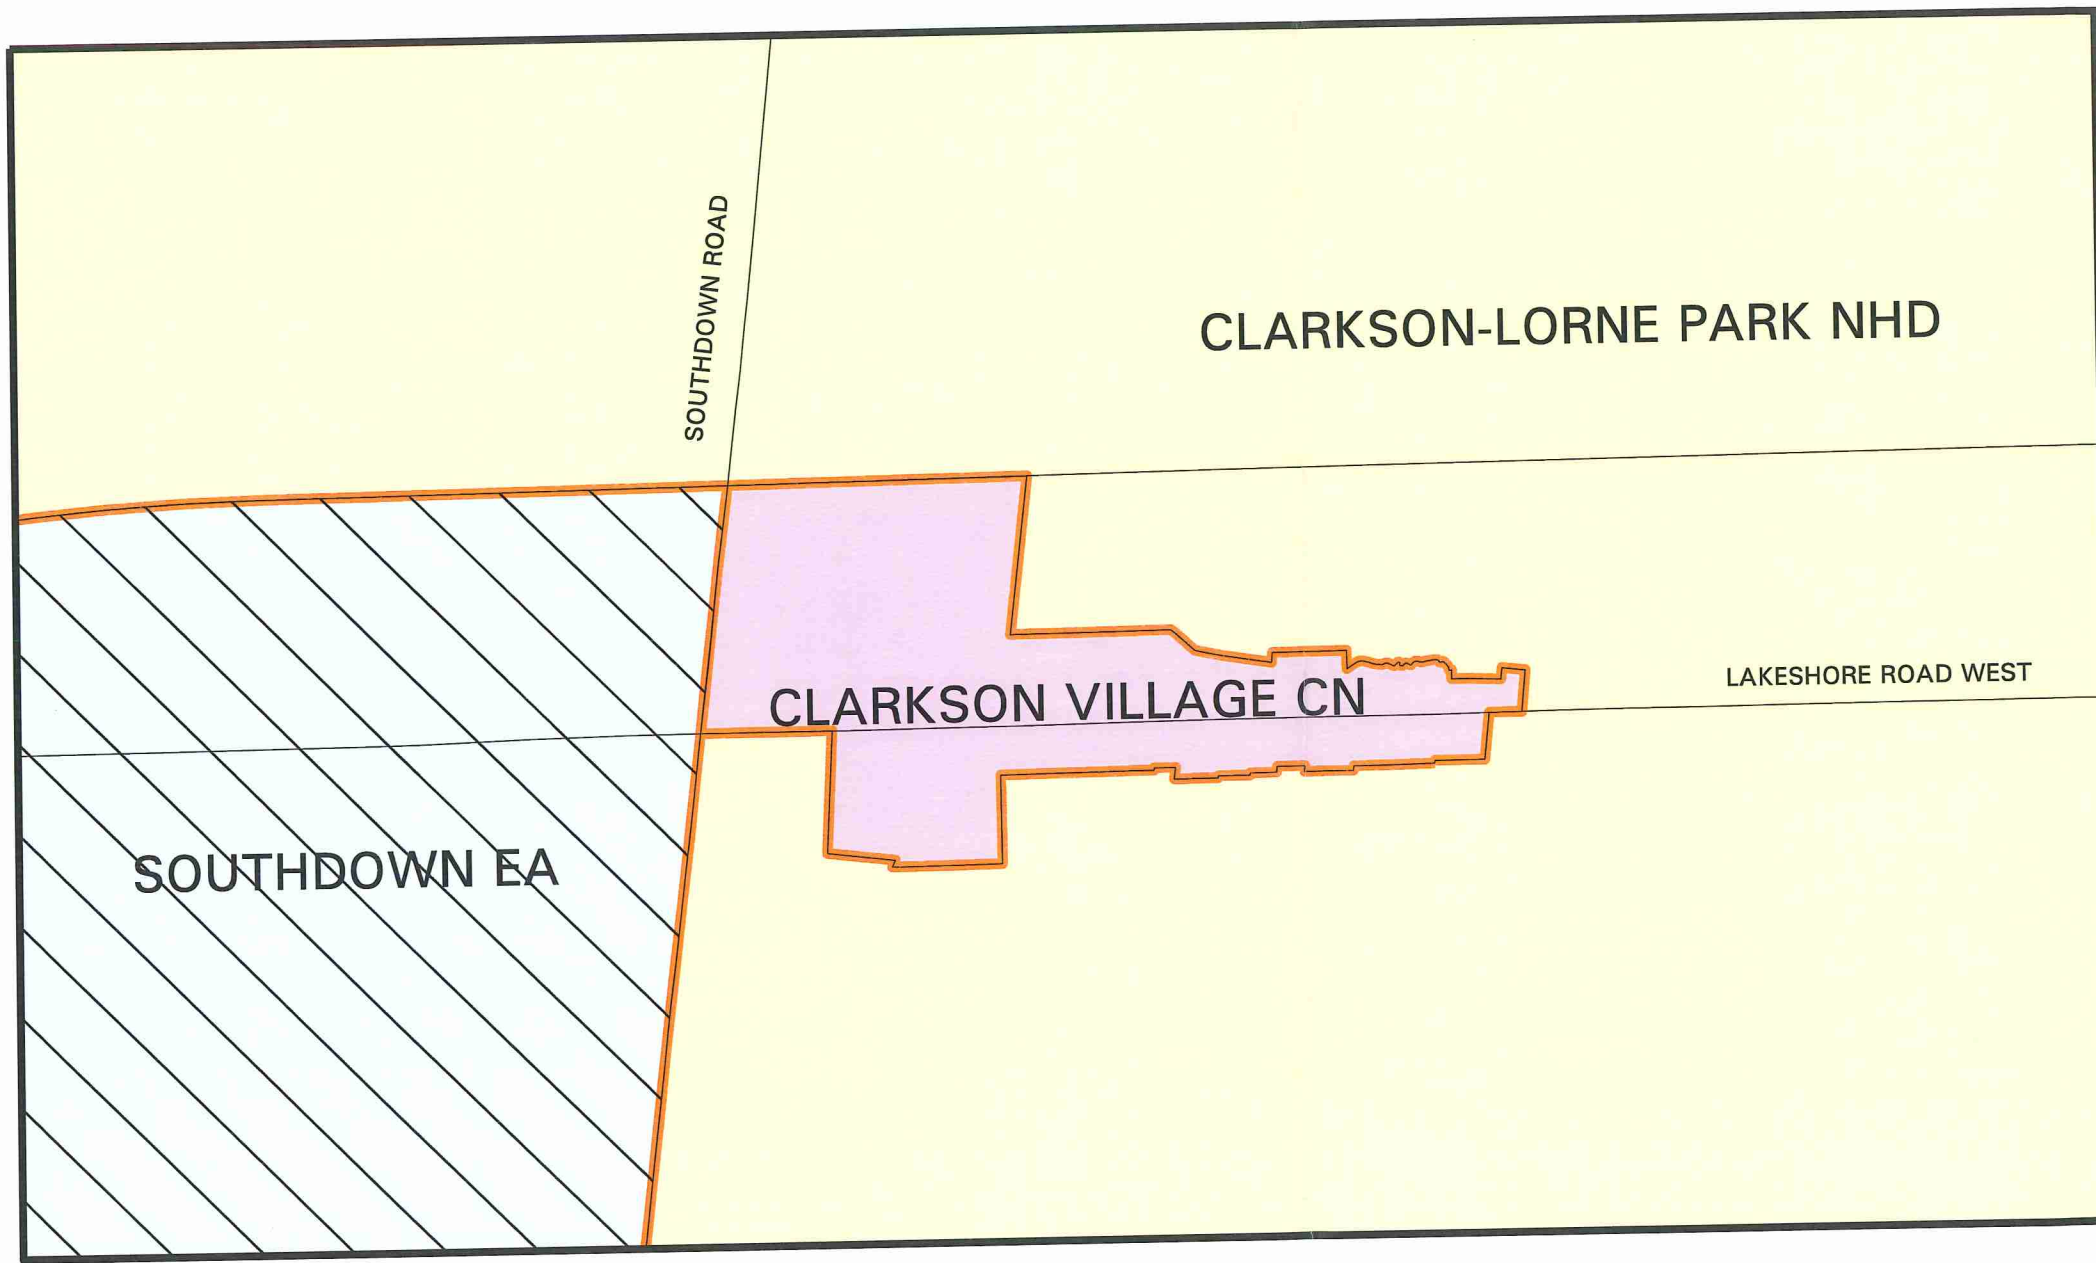 SOUTHDOWN ROAD
CLARKSON-LORNE PARK NHD
LAKESHORE ROAD WEST
CLARKSON VILLAGE CN
SOUTHDOWN EA